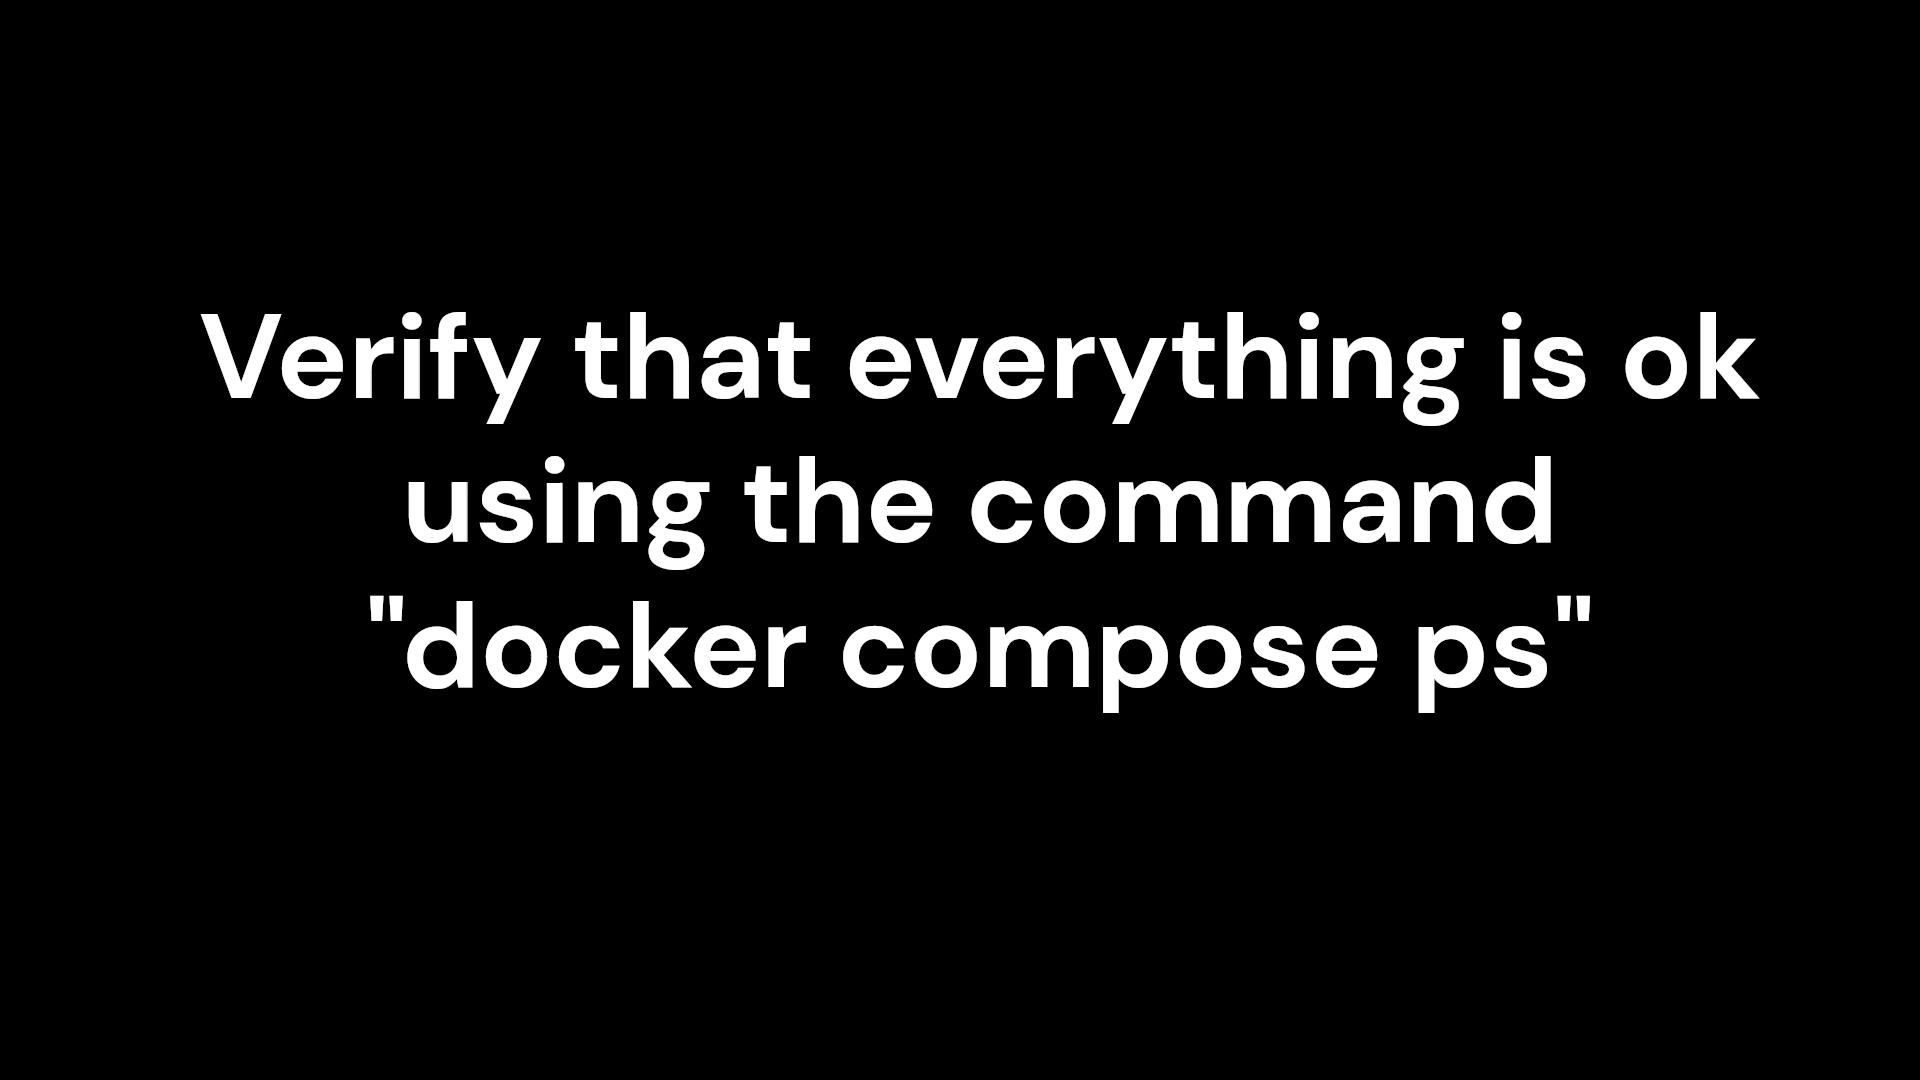 Verify that everything is ok
using the command
"docker compose ps"